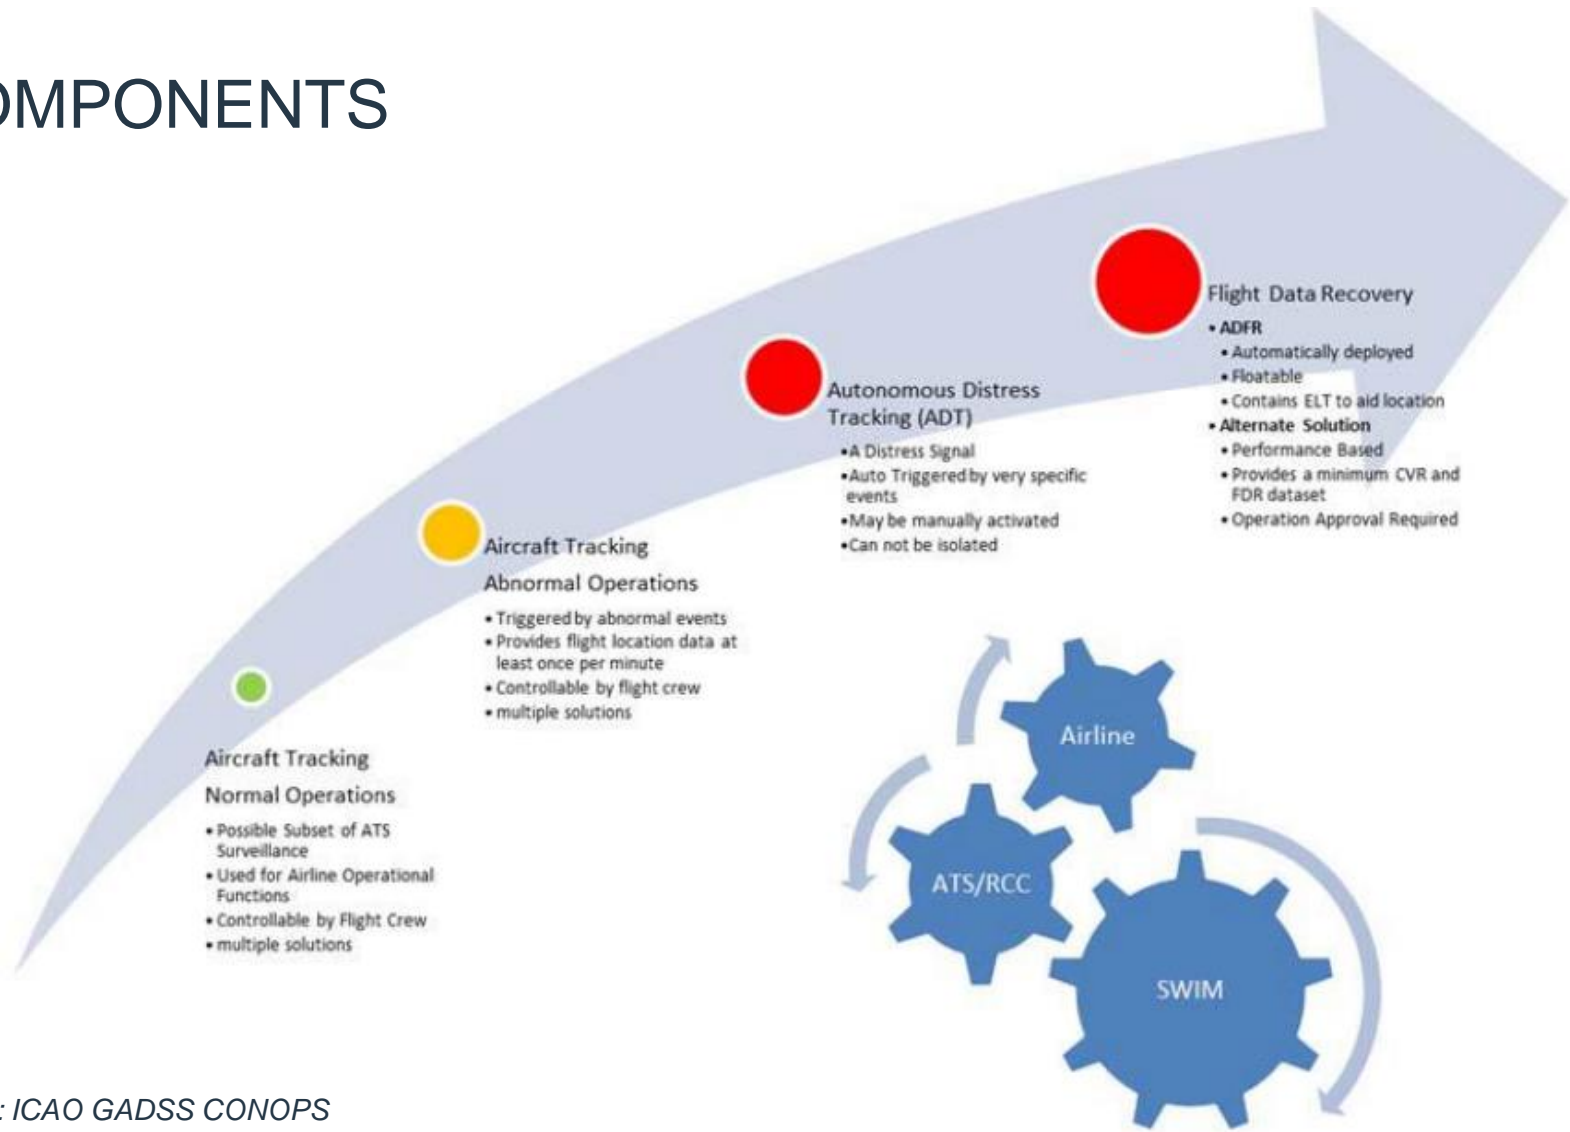 OMPONENTS
Flight Data Recovery
• ADFR
• Automatically deployed
• Floatable
• Contains ELT to aid location
• Alternate Solution
• Performance Based
• Provides a minimum CVR and
FDR dataset
• Operation Approval Required
Autonomous Distress
Tracking (ADT)
•A Distress Signal
•Auto Triggered by very specific
events
•May be manually activated
•Can not be isolated
Aircraft Tracking
Abnormal Operations
• Triggered by abnormal events
• Provides flight location data at
least once per minute
• Controllable by flight crew
• multiple solutions
Aircraft Tracking
Normal Operations
• Possible Subset of ATS
Surveillance
• Used for Airline Operational
Functions
• Controllable by Flight Crew
• multiple solutions
Airline
ATS/RCC
SWIM
: ICAO GADSS CONOPS